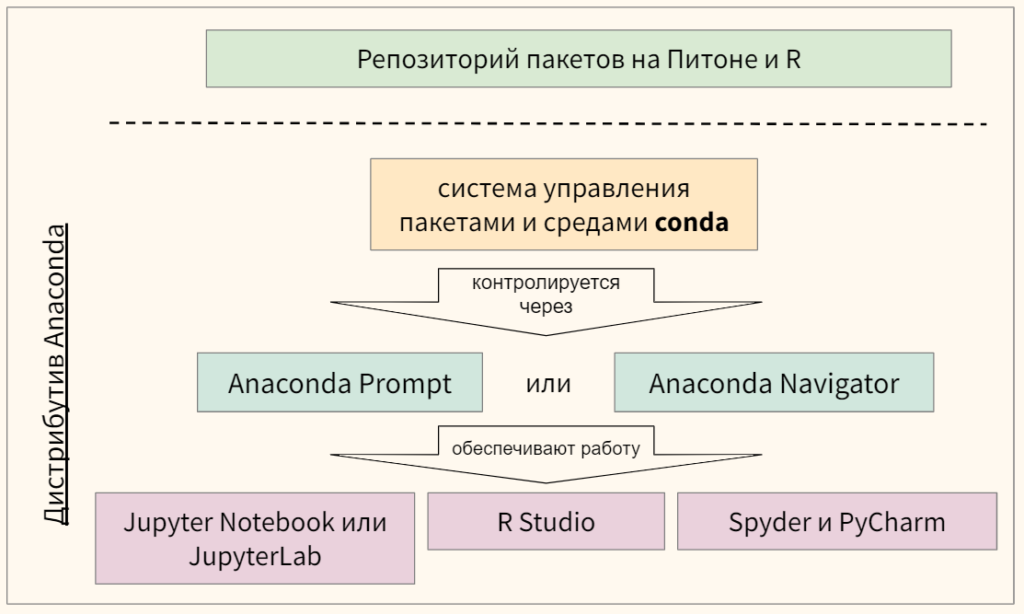 Репозиторий пакетов на Питоне и R
Дистрибутив Anaconda
система управления
пакетами и средами conda
контролируется
через
Anaconda Prompt
или
Anaconda Navigator
обеспечивают работу
Jupyter Notebook или
JupyterLab
R Studio
Spyder и PyCharm